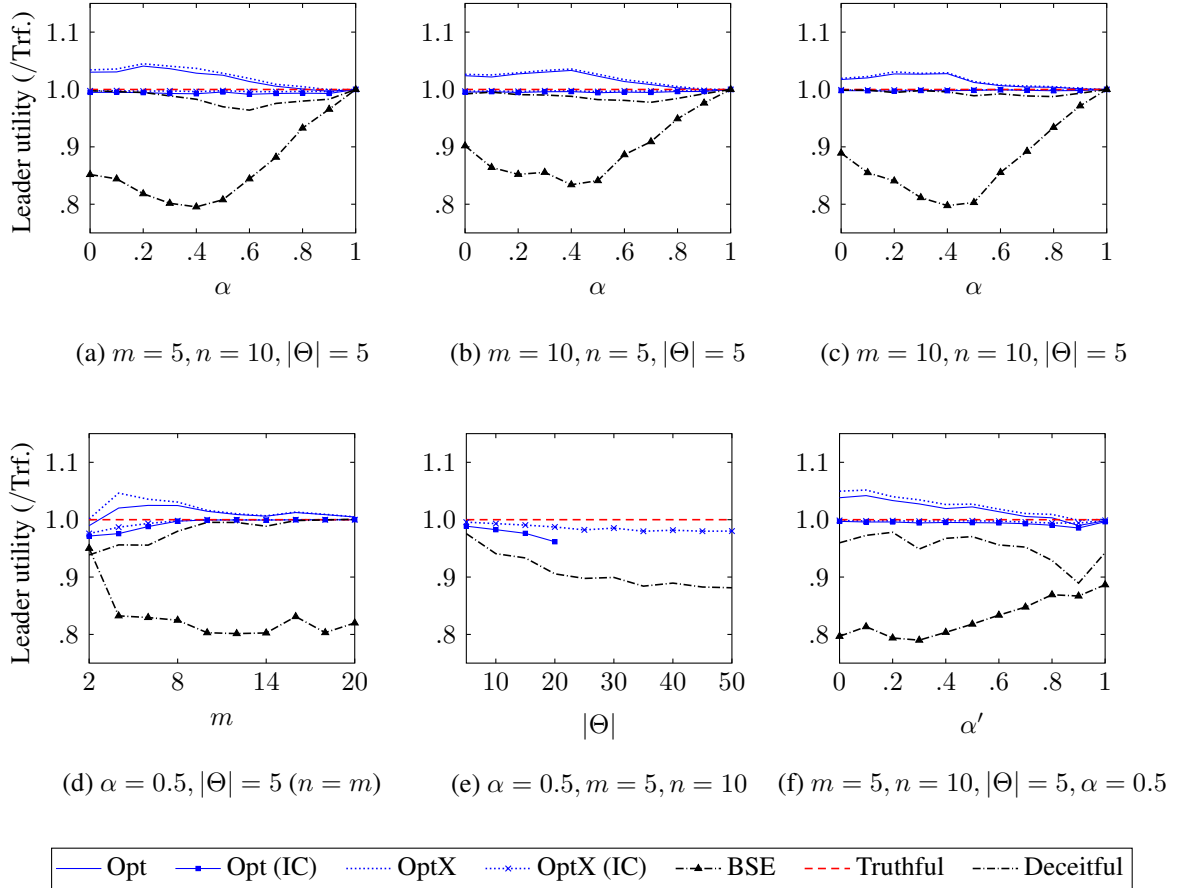 Leader utility (/Trf.)
1.1
1.0
.9
.8
0 .2 .4 .6 .8 1
α
(a) m = 5, n = 10, |Θ| = 5
1.1
1.0
.9
.8
0 .2 .4 .6 .8 1
α
(b) m = 10, n = 5, |Θ| = 5
1.1
1.0
.9
.8
0 .2 .4 .6 .8 1
α
(c) m = 10, n = 10, |Θ| = 5
Leader utility (/Trf.)
1.1
1.0
.9
.8
2 8 14 20
m
(d) α = 0.5, |Θ| = 5 (n = m)
1.1
1.0
.9
.8
10 20 30 40 50
|Θ|
(e) α = 0.5, m = 5, n = 10
1.1
1.0
.9
.8
0 .2 .4 .6 .8 1
α′
(f) m = 5, n = 10, |Θ| = 5, α = 0.5
Opt Opt (IC) OptX OptX (IC) BSE Truthful Deceitful